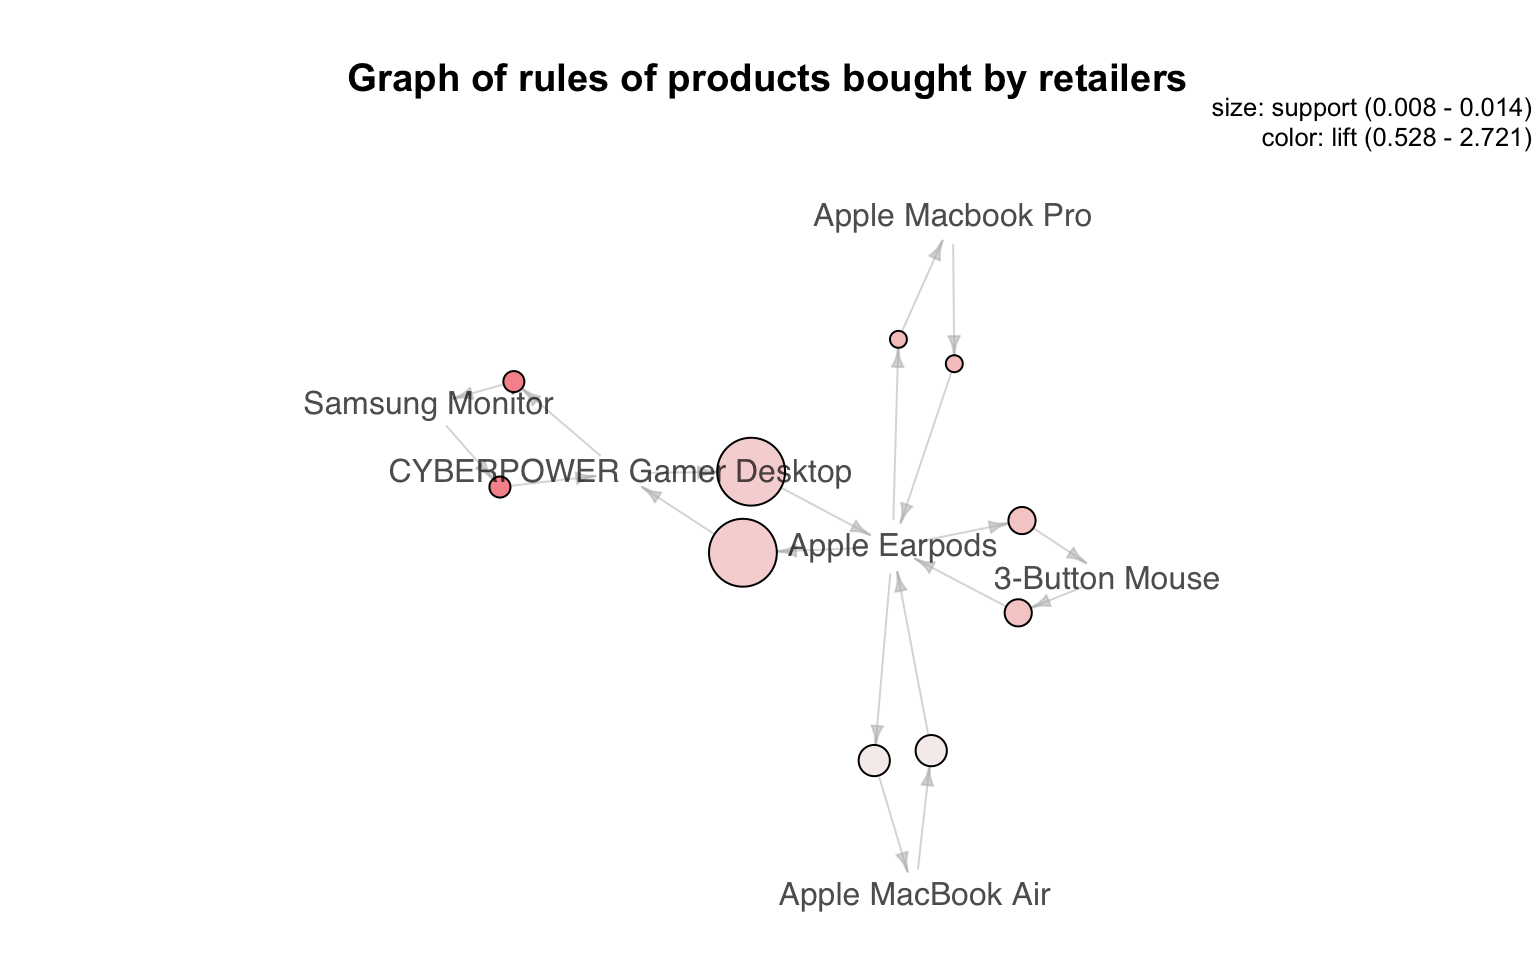 Graph of rules of products bought by retailers
size: support (0.008 - 0.014)
color: lift (0.528 - 2.721)
Apple Macbook Pro
Samsung Monitor
CYBERPOWER Gamer Desktop
Apple Earpods
3-Button Mouse
Apple MacBook Air